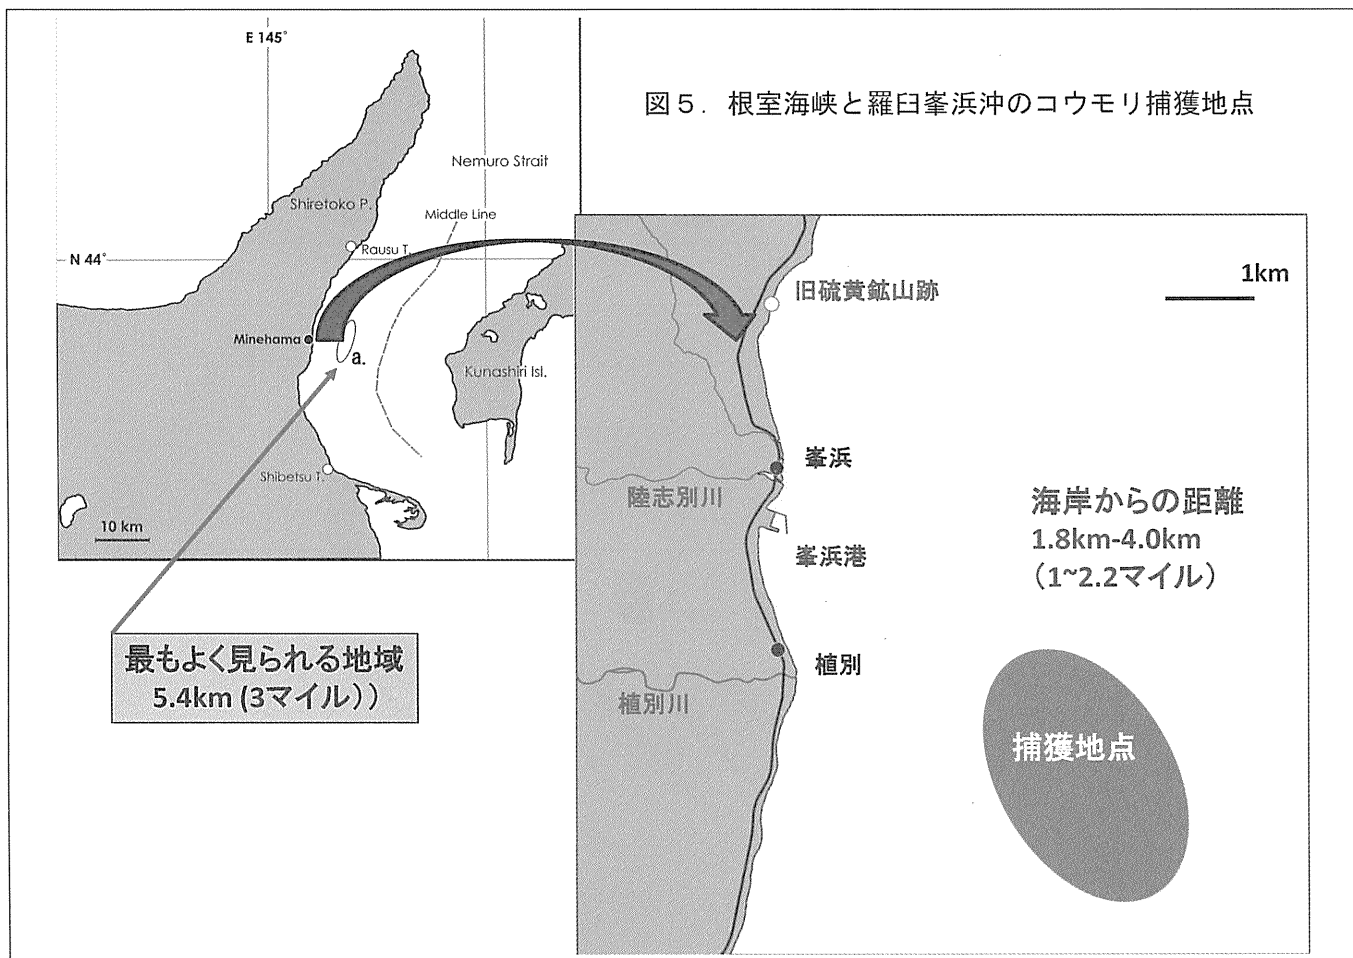 図５．根室海峡と羅臼峯浜沖のコウモリ捕獲地点
E 145°
Nemuro Strait
Shiretoko P.
Middle Line
Rausu T.
N 44°
Minehama
a.
Kunashiri Isl.
Shibetsu T.
10 km
最もよく見られる地域
5.4km (3マイル））
1km
旧硫黄鉱山跡
峯浜
陸志別川
海岸からの距離
1.8km-4.0km
（1~2.2マイル）
峯浜港
植別
植別川
捕獲地点